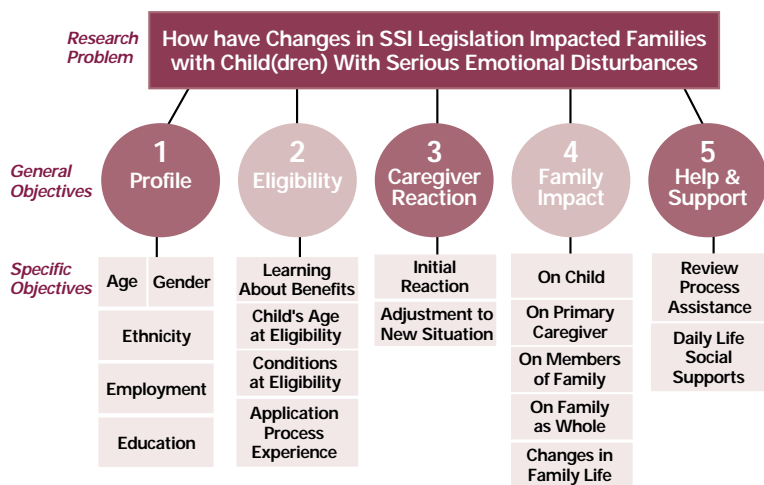 Research
Problem
How have Changes in SSI Legislation Impacted Families
with Child(dren) With Serious Emotional Disturbances
General
Objectives
1
Profile
2
Eligibility
3
Caregiver
Reaction
4
Family
Impact
5
Help &
Support
Specific
Objectives
Age
Gender
Ethnicity
Employment
Education
Learning
About Benefits
Child's Age
at Eligibility
Conditions
at Eligibility
Application
Process
Experience
Initial
Reaction
Adjustment to
New Situation
On Child
On Primary
Caregiver
On Members
of Family
On Family
as Whole
Changes in
Family Life
Review
Process
Assistance
Daily Life
Social
Supports